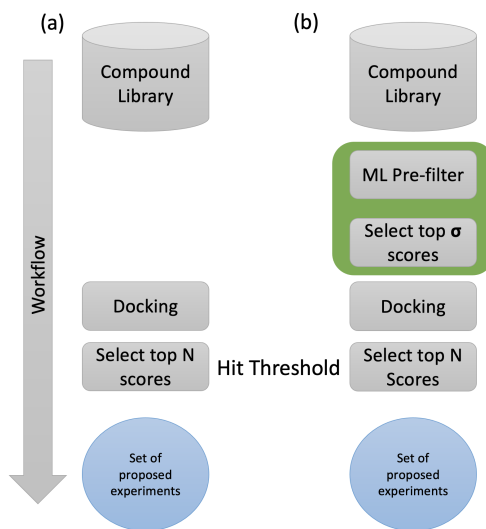 (a)
Compound
Library
Workflow
Docking
Select top N
scores
Hit Threshold
Set of
proposed
experiments
(b)
Compound
Library
ML Pre-filter
Select top σ
scores
Docking
Select top N
Scores
Set of
proposed
experiments